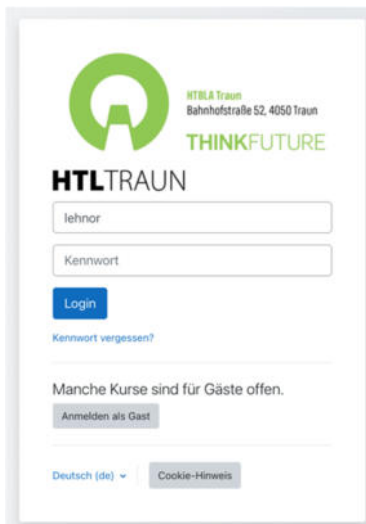 HTBLA Traun
Bahnhofstraße 52, 4050 Traun
THINKFUTURE
HTLTRAUN
lehnor
Kennwort
Login
Kennwort vergessen?
Manche Kurse sind für Gäste offen.
Anmelden als Gast
Deutsch (de)
Cookie-Hinweis